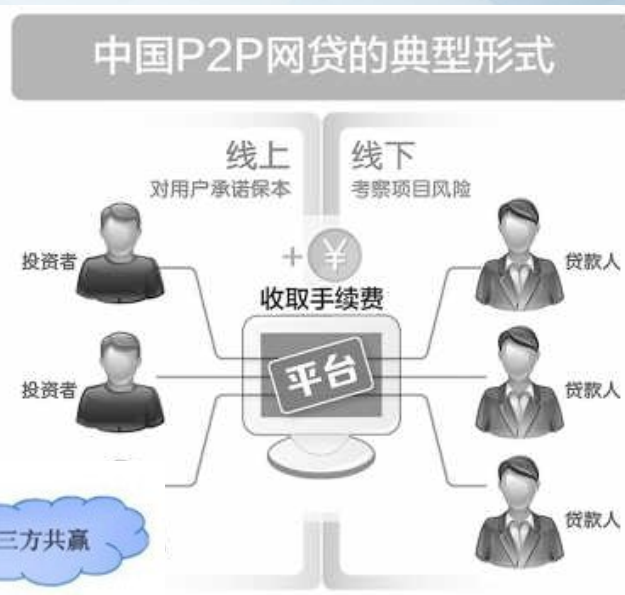 中国P2P网贷的典型形式
线上
对用户承诺保本
线下
考察项目风险
+¥
收取手续费
平台
投资者
贷款人
投资者
贷款人
三方共赢
贷款人